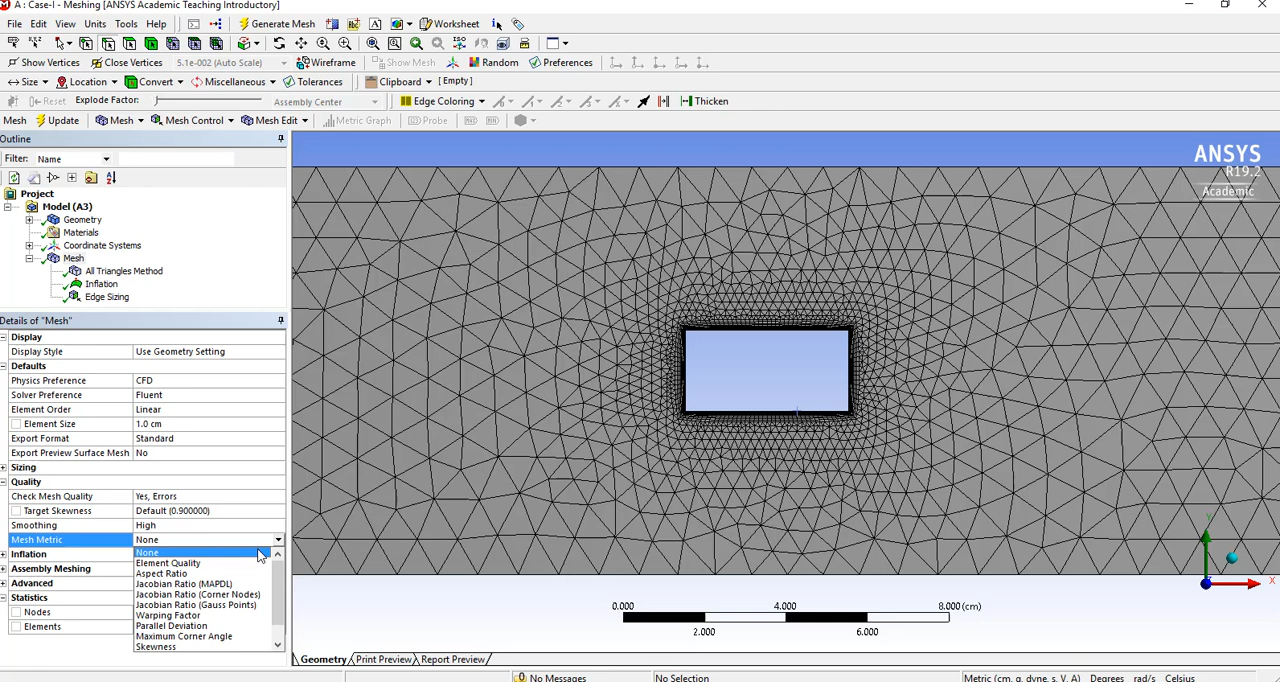 A : Case-I - Meshing [ANSYS Academic Teaching Introductory]
File Edit View Units Tools Help Generate Mesh A Worksheet
Show Vertices Close Vertices 5.1e-002 (Auto Scale) Wireframe Show Mesh Random Preferences
Size Location Convert Miscellaneous Tolerances Clipboard [Empty]
Reset Explode Factor: Assembly Center Edge Coloring Thicken
Mesh Update Mesh Mesh Control Mesh Edit Metric Graph Probe MAX MIN
Outline
Filter: Name
Project
Model (A3)
Geometry
Materials
Coordinate Systems
Mesh
All Triangles Method
Inflation
Edge Sizing
Details of "Mesh"
Display
Display Style Use Geometry Setting
Defaults
Physics Preference CFD
Solver Preference Fluent
Element Order Linear
Element Size 1.0 cm
Export Format Standard
Export Preview Surface Mesh No
Sizing
Quality
Check Mesh Quality Yes, Errors
Target Skewness Default (0.900000)
Smoothing High
Mesh Metric None
Inflation
Assembly Meshing
Advanced
Statistics
Nodes
Elements
None
Element Quality
Aspect Ratio
Jacobian Ratio (MAPDL)
Jacobian Ratio (Corner Nodes)
Jacobian Ratio (Gauss Points)
Warping Factor
Parallel Deviation
Maximum Corner Angle
Skewness
ANSYS
R19.2
Academic
Y
X
0.000 4.000 8.000 (cm)
2.000 6.000
Geometry Print Preview Report Preview
No Messages No Selection Metric (cm, g, dyne, s, V, A) Degrees rad/s Celsius